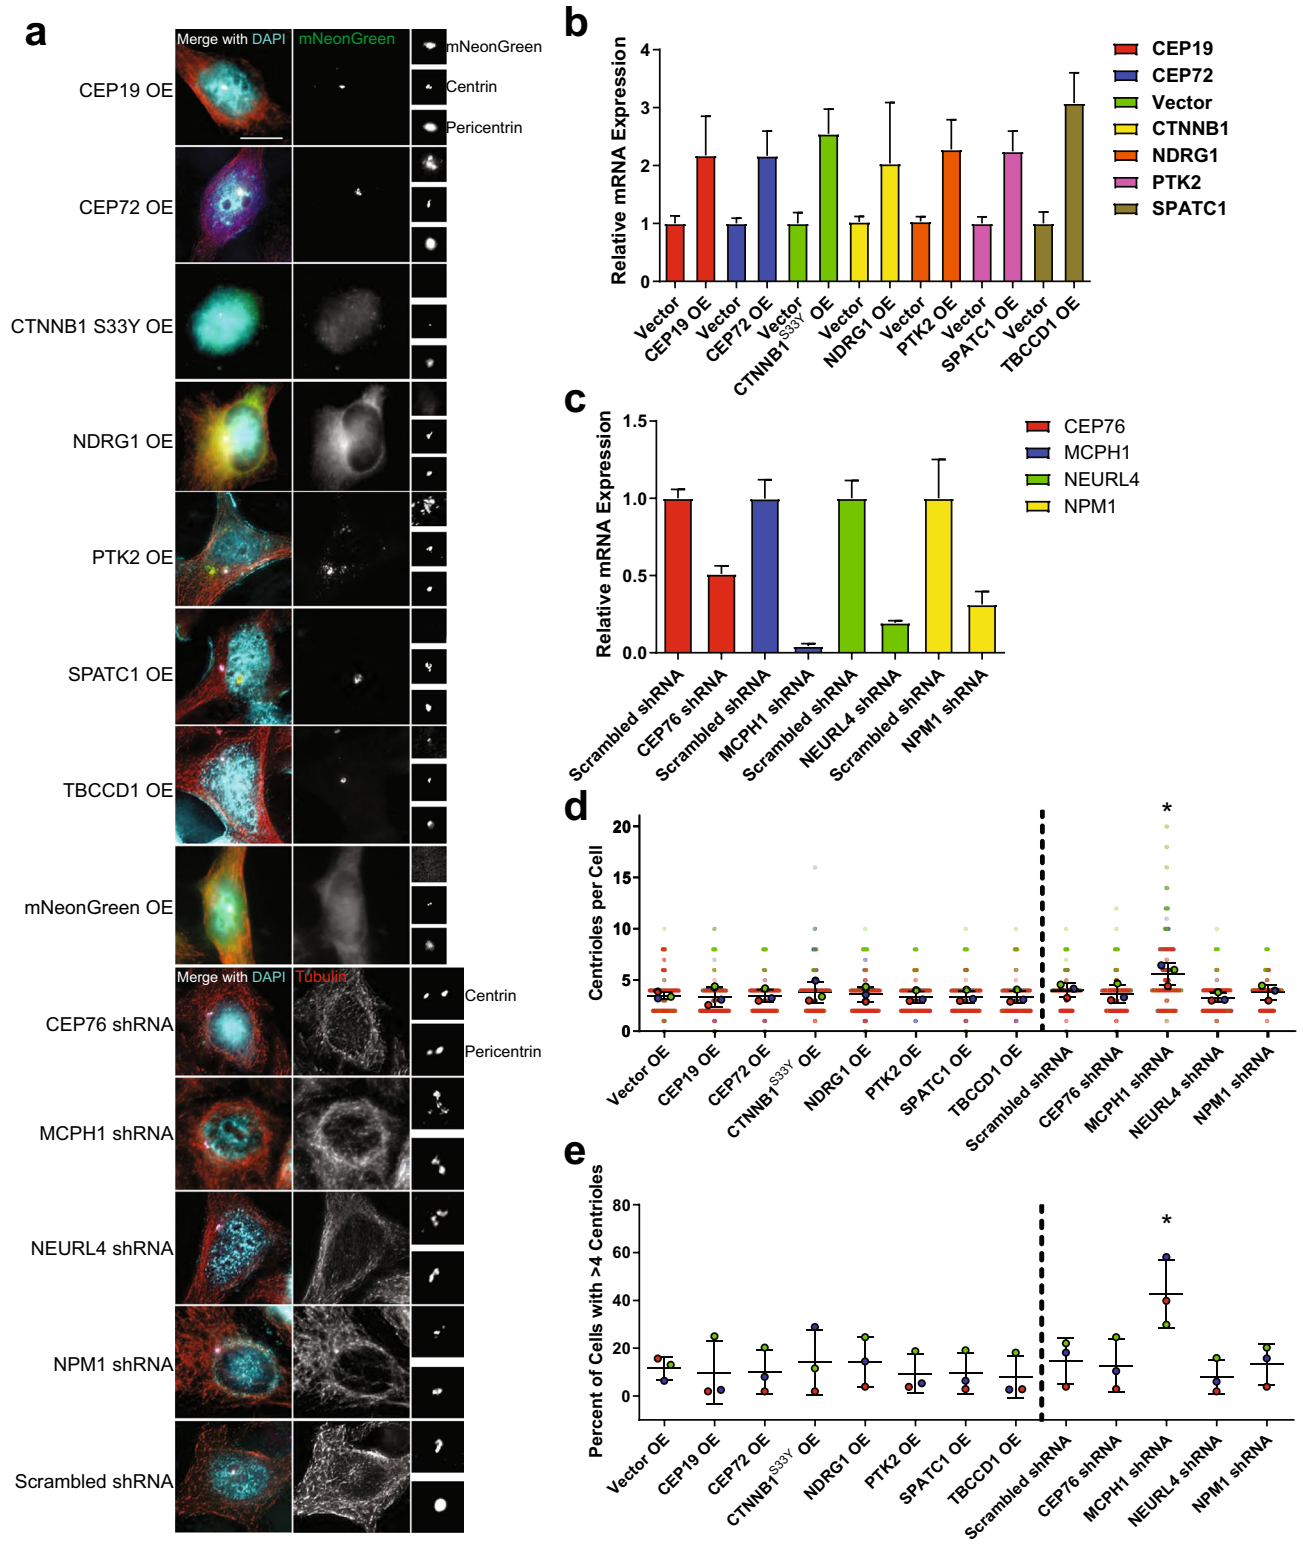 a
Merge with DAPI
mNeonGreen
mNeonGreen
Centrin
Pericentrin
CEP19 OE
CEP72 OE
CTNNB1 S33Y OE
NDRG1 OE
PTK2 OE
SPATC1 OE
TBCCD1 OE
mNeonGreen OE
Merge with DAPI
Tubulin
Centrin
Pericentrin
CEP76 shRNA
MCPH1 shRNA
NEURL4 shRNA
NPM1 shRNA
Scrambled shRNA
b
Relative mRNA Expression
4
3
2
1
0
Vector
CEP19 OE
Vector
CEP72 OE
Vector
CTNNB1S33Y OE
Vector
NDRG1 OE
Vector
PTK2 OE
Vector
SPATC1 OE
Vector
TBCCD1 OE
CEP19
CEP72
Vector
CTNNB1
NDRG1
PTK2
SPATC1
c
Relative mRNA Expression
1.5
1.0
0.5
0.0
Scrambled shRNA
CEP76 shRNA
Scrambled shRNA
MCPH1 shRNA
Scrambled shRNA
NEURL4 shRNA
Scrambled shRNA
NPM1 shRNA
CEP76
MCPH1
NEURL4
NPM1
d
Centrioles per Cell
20
15
10
5
0
*
Vector OE
CEP19 OE
CEP72 OE
CTNNB1S33Y OE
NDRG1 OE
PTK2 OE
SPATC1 OE
TBCCD1 OE
Scrambled shRNA
CEP76 shRNA
MCPH1 shRNA
NEURL4 shRNA
NPM1 shRNA
e
Percent of Cells with >4 Centrioles
80
60
40
20
0
*
Vector OE
CEP19 OE
CEP72 OE
CTNNB1S33Y OE
NDRG1 OE
PTK2 OE
SPATC1 OE
TBCCD1 OE
Scrambled shRNA
CEP76 shRNA
MCPH1 shRNA
NEURL4 shRNA
NPM1 shRNA